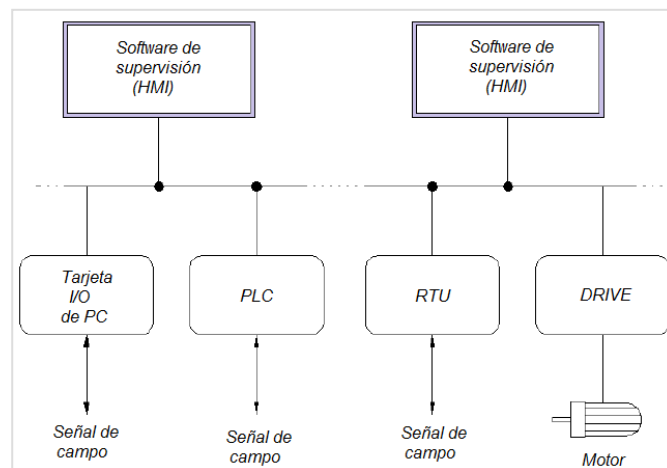 Software de
supervisión
(HMI)
Software de
supervisión
(HMI)
Tarjeta
I/O
de PC
PLC
RTU
DRIVE
Señal de
campo
Señal de
campo
Señal de
campo
Motor